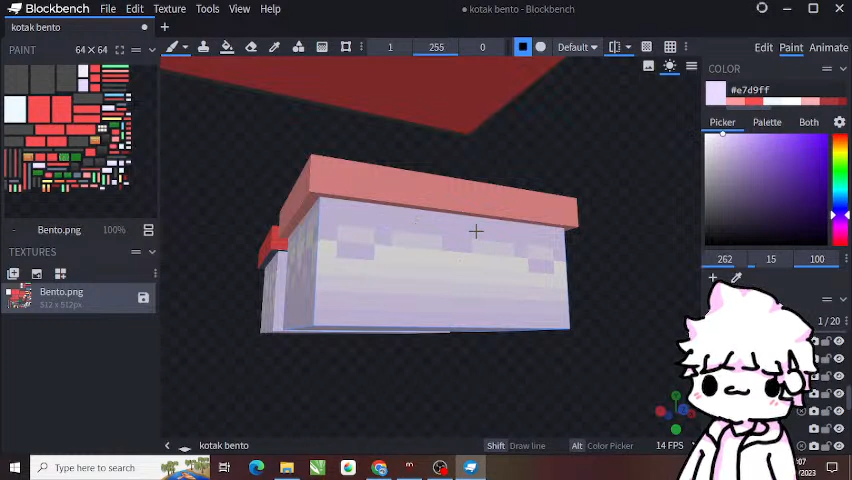 Blockbench File Edit Texture Tools View Help
kotak bento - Blockbench
kotak bento
PAINT 64×64
1 255 0 Default
Edit Paint Animate
COLOR
#e7d9ff
Picker Palette Both
Bento.png 100%
TEXTURES
Bento.png
512 x 512px
262 15 100
1 / 20
kotak bento
Shift Draw line Alt Color Picker 14 FPS
Type here to search